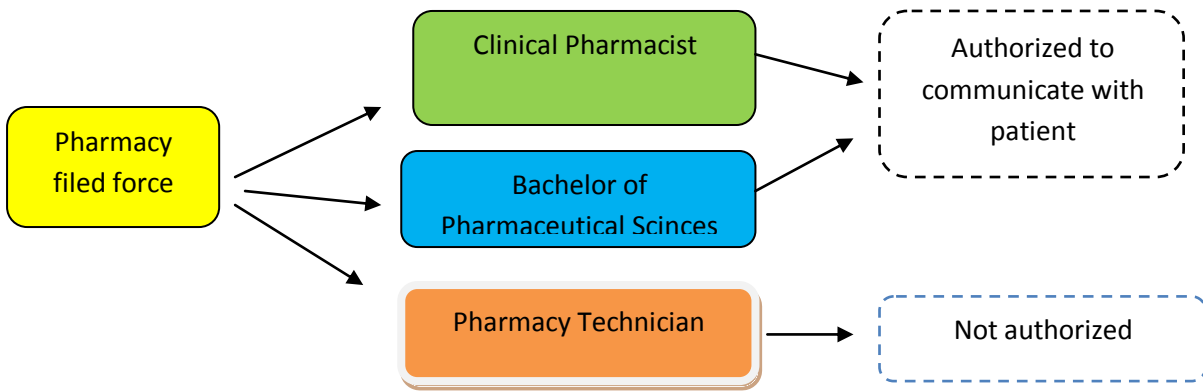 Clinical Pharmacist
Authorized to
communicate with
patient
Pharmacy
filed force
Bachelor of
Pharmaceutical Scinces
Pharmacy Technician
Not authorized